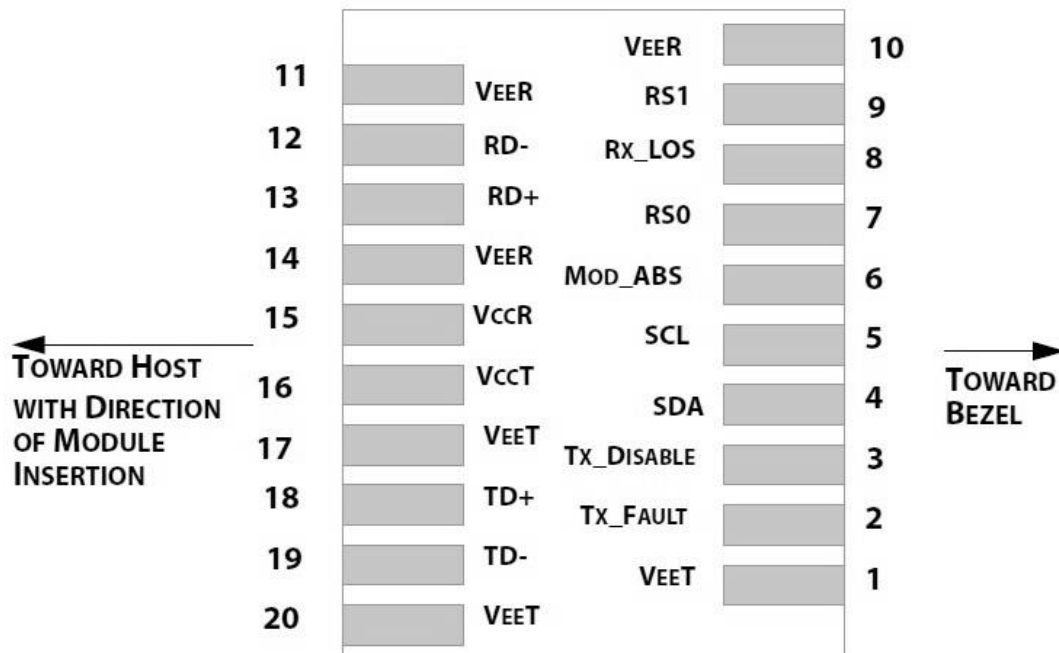 11 VEER
12 RD-
13 RD+
14 VEER
15 VCCR
16 VCCT
17 VEET
18 TD+
19 TD-
20 VEET
TOWARD HOST
WITH DIRECTION
OF MODULE
INSERTION
VEER 10
RS1 9
RX_LOS 8
RS0 7
MOD_ABS 6
SCL 5
SDA 4
TX_DISABLE 3
TX_FAULT 2
VEET 1
TOWARD
BEZEL